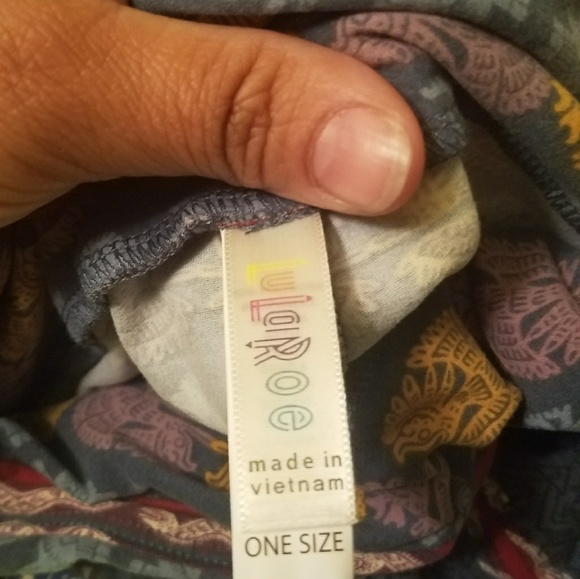 LuLaRoe
made in
vietnam
ONE SIZE